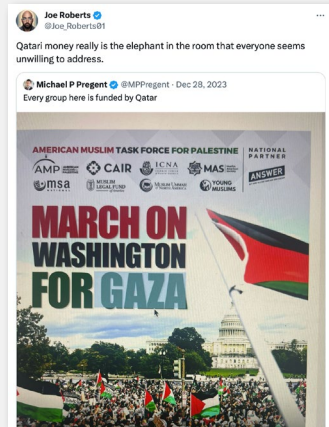 Joe Roberts
@Joe_Roberts01
Qatari money really is the elephant in the room that everyone seems
unwilling to address.
Michael P Pregent @MPPregent · Dec 28, 2023
Every group here is funded by Qatar
AMERICAN MUSLIM TASK FORCE FOR PALESTINE
NATIONAL
PARTNER
AMP
CAIR
ICNA
MAS
ANSWER
msa
MUSLIM
LEGAL FUND
YOUNG
MUSLIMS
MARCH ON
WASHINGTON
FOR GAZA